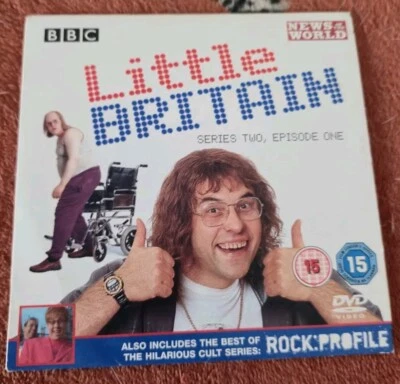 BBC
NEWS OF THE
WORLD
Little
BRITAIN
SERIES TWO, EPISODE ONE
15
15
DVD
VIDEO
ALSO INCLUDES THE BEST OF
THE HILARIOUS CULT SERIES: ROCK:PROFILE